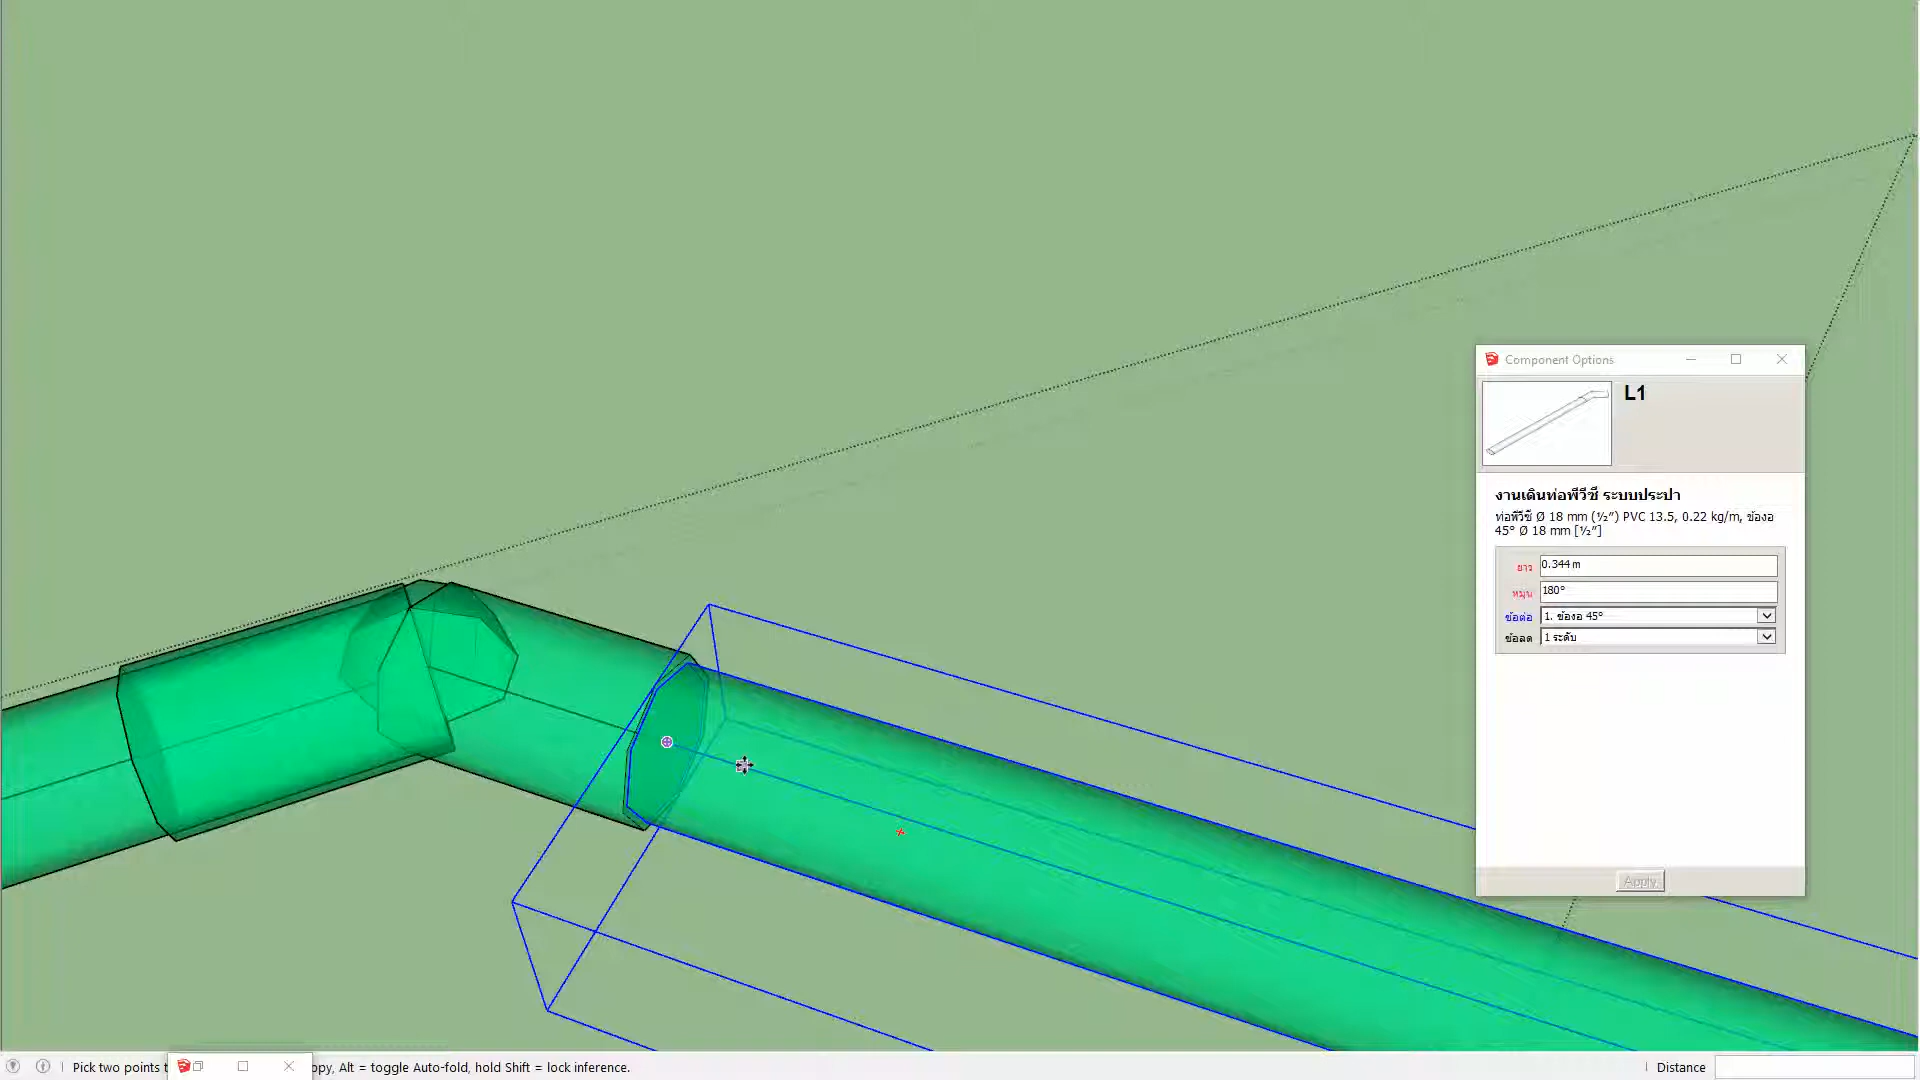 Component Options
L1
งานเดินท่อพีวีซี ระบบประปา
ท่อพีวีซี Ø 18 mm (½″) PVC 13.5, 0.22 kg/m, ข้องอ
45° Ø 18 mm [½″]
ยาว 0.344 m
หมุน 180°
ข้อต่อ 1. ข้องอ 45°
ข้อลด 1 ระดับ
Apply
Pick two points t
opy, Alt = toggle Auto-fold, hold Shift = lock inference.
Distance